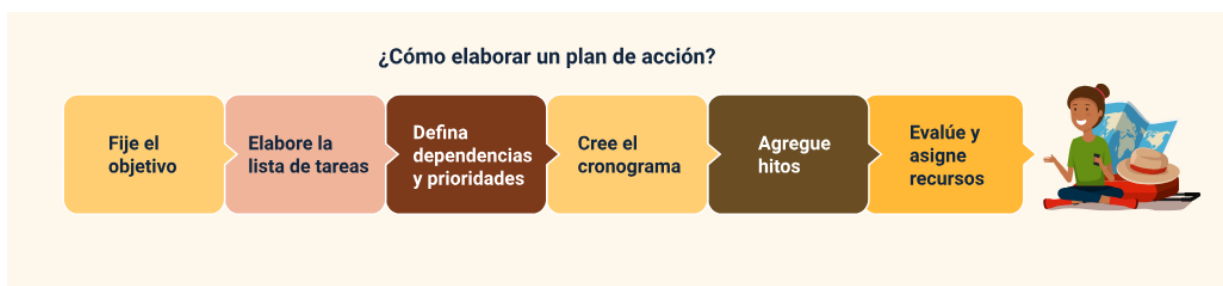 ¿Cómo elaborar un plan de acción?
Fije el
objetivo
Elabore la
lista de tareas
Defina
dependencias
y prioridades
Cree el
cronograma
Agregue
hitos
Evalúe y
asigne
recursos